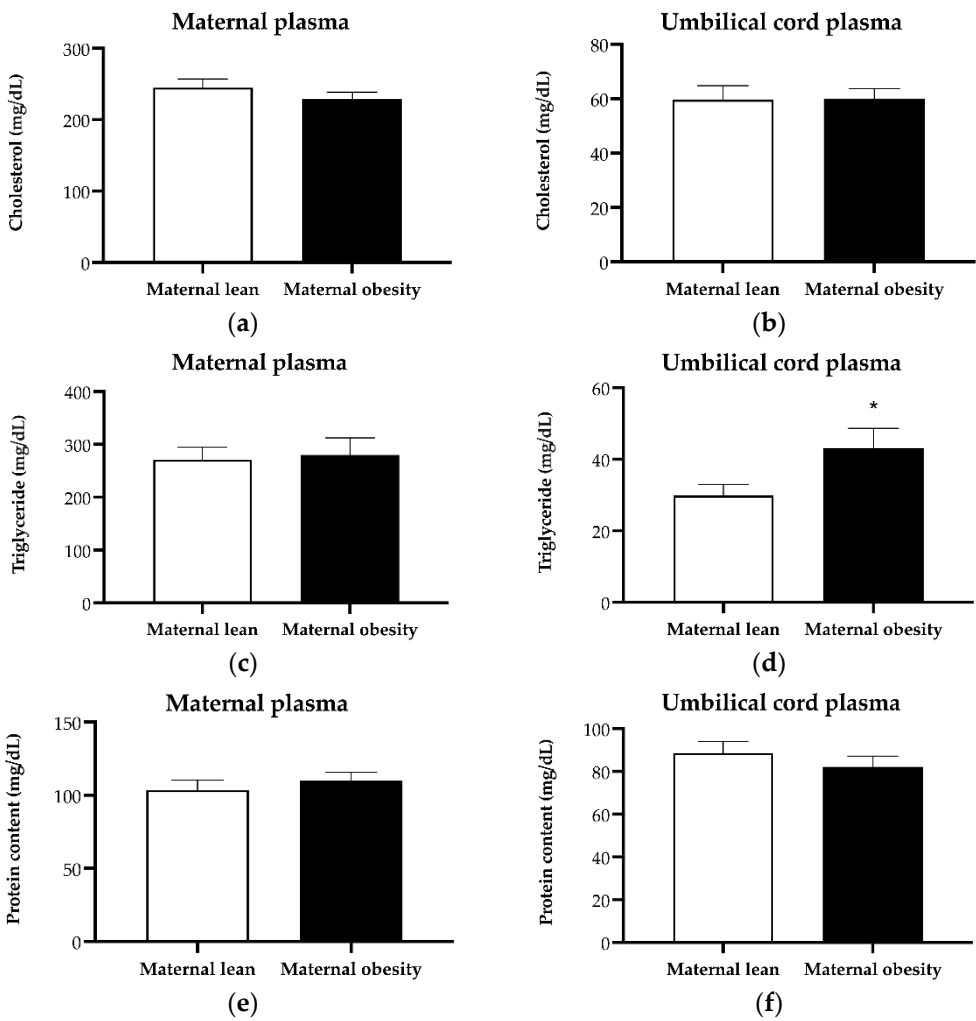 Maternal plasma
Cholesterol (mg/dL)
300
200
100
0
Maternal lean Maternal obesity
(a)
Umbilical cord plasma
Cholesterol (mg/dL)
80
60
40
20
0
Maternal lean Maternal obesity
(b)
Maternal plasma
Triglyceride (mg/dL)
400
300
200
100
0
Maternal lean Maternal obesity
(c)
Umbilical cord plasma
Triglyceride (mg/dL)
60
40
20
0
*
Maternal lean Maternal obesity
(d)
Maternal plasma
Protein content (mg/dL)
150
100
50
0
Maternal lean Maternal obesity
(e)
Umbilical cord plasma
Protein content (mg/dL)
100
80
60
40
20
0
Maternal lean Maternal obesity
(f)